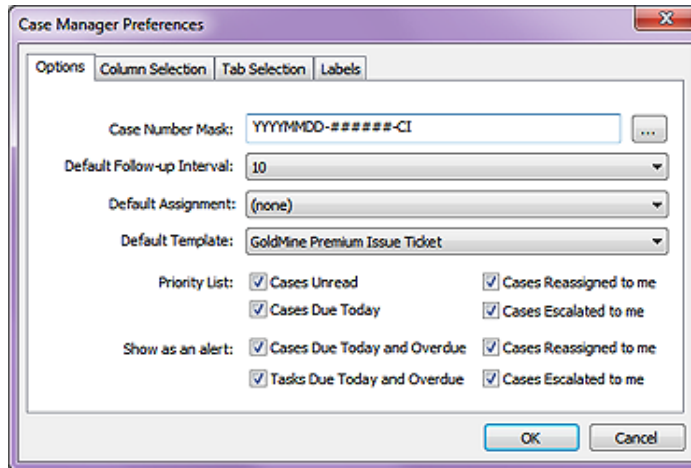 Case Manager Preferences
Options Column Selection Tab Selection Labels
Case Number Mask: YYYYMMDD-######-CI ...
Default Follow-up Interval: 10
Default Assignment: (none)
Default Template: GoldMine Premium Issue Ticket
Priority List: Cases Unread Cases Reassigned to me
Cases Due Today Cases Escalated to me
Show as an alert: Cases Due Today and Overdue Cases Reassigned to me
Tasks Due Today and Overdue Cases Escalated to me
OK Cancel